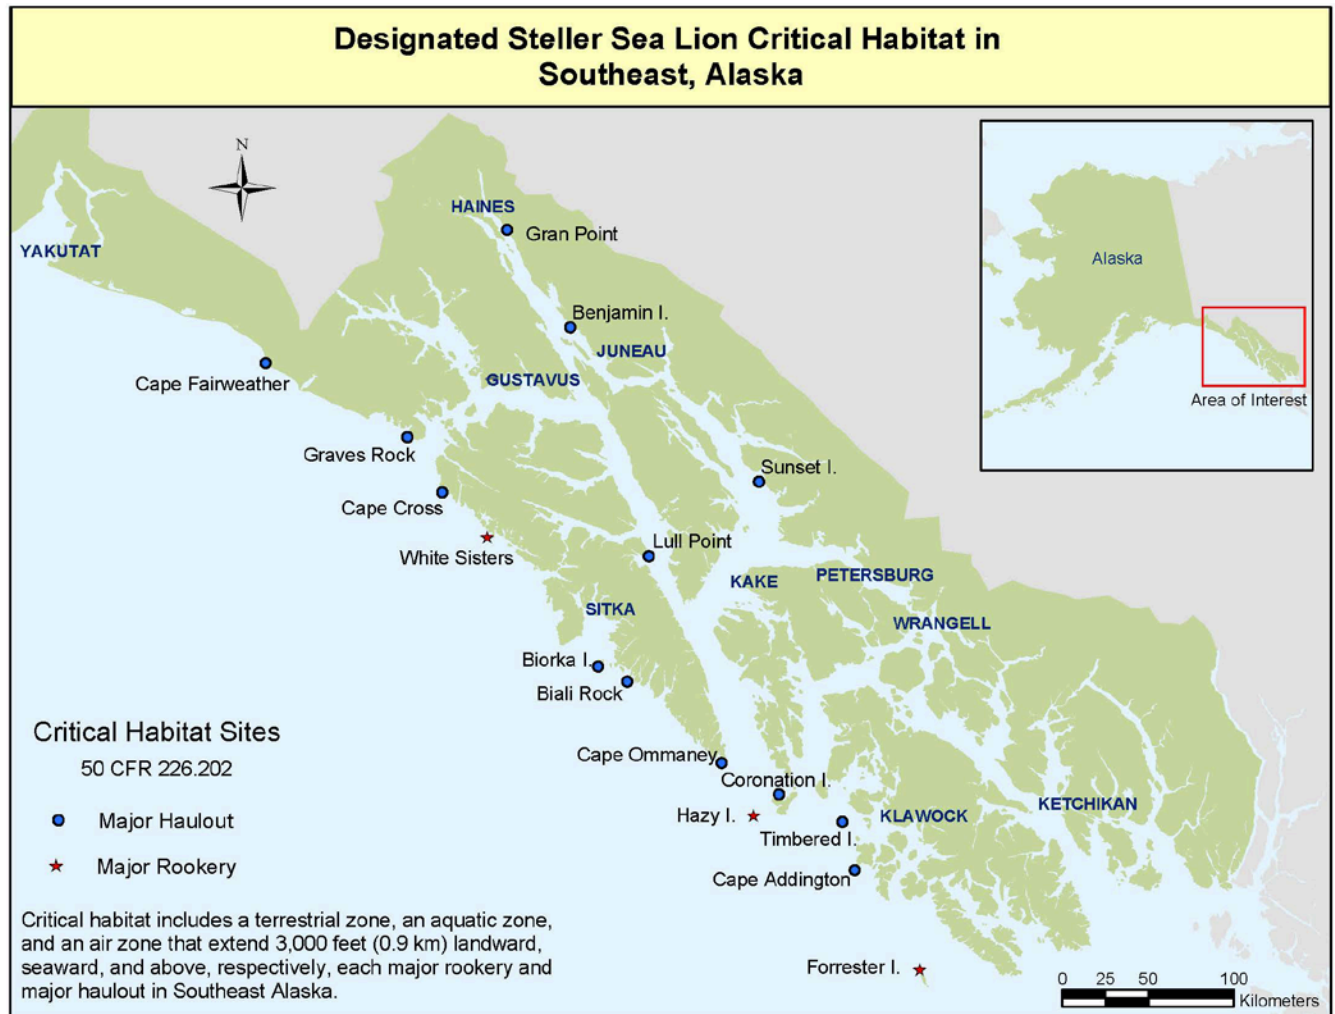 Designated Steller Sea Lion Critical Habitat in
Southeast, Alaska
N
HAINES
Gran Point
YAKUTAT
Alaska
Benjamin I.
JUNEAU
Cape Fairweather
GUSTAVUS
Area of Interest
Graves Rock
Sunset I.
Cape Cross
Lull Point
White Sisters
KAKE
PETERSBURG
SITKA
WRANGELL
Biorka I.
Biali Rock
Critical Habitat Sites
50 CFR 226.202
Cape Ommaney
Coronation I.
Hazy I.
KLAWOCK
KETCHIKAN
Major Haulout
Timbered I.
Major Rookery
Cape Addington
Critical habitat includes a terrestrial zone, an aquatic zone,
and an air zone that extend 3,000 feet (0.9 km) landward,
seaward, and above, respectively, each major rookery and
major haulout in Southeast Alaska.
Forrester I.
0 25 50 100
Kilometers